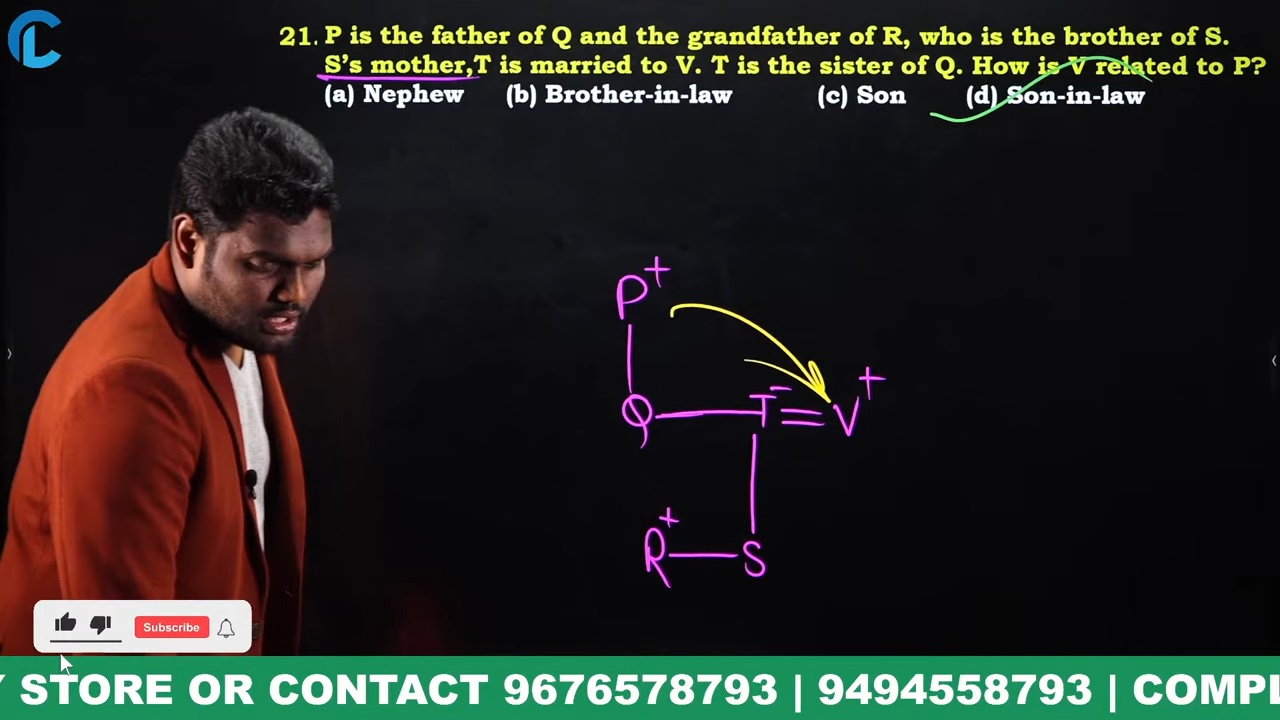 CL
21. P is the father of Q and the grandfather of R, who is the brother of S.
S's mother,T is married to V. T is the sister of Q. How is V related to P?
(a) Nephew (b) Brother-in-law (c) Son (d) Son-in-law
P+
Q T- V+
R+ S
Subscribe
Y STORE OR CONTACT 9676578793 | 9494558793 | COMPL